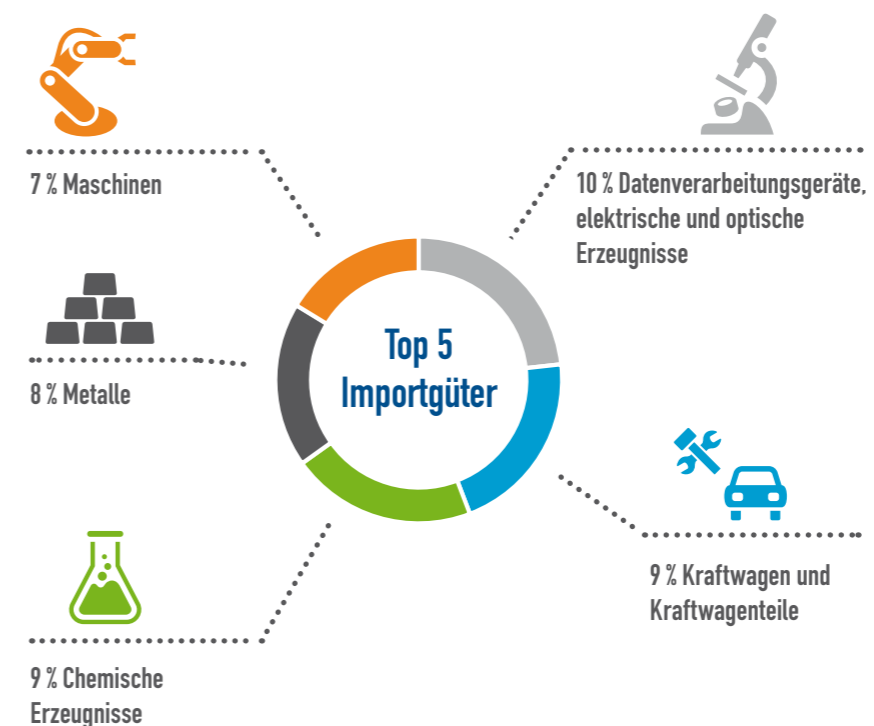 7 % Maschinen
10 % Datenverarbeitungsgeräte,
elektrische und optische
Erzeugnisse
Top 5
Importgüter
8 % Metalle
9 % Kraftwagen und
Kraftwagenteile
9 % Chemische
Erzeugnisse